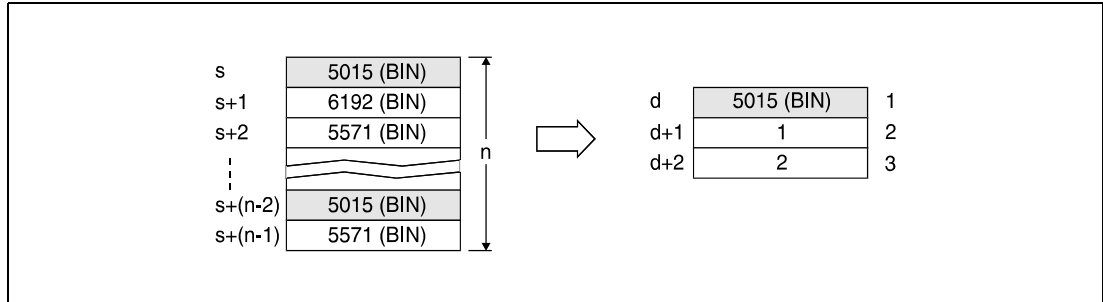 s 5015 (BIN)
s+1 6192 (BIN)
s+2 5571 (BIN)
n
s+(n-2) 5015 (BIN)
s+(n-1) 5571 (BIN)
d 5015 (BIN) 1
d+1 1 2
d+2 2 3